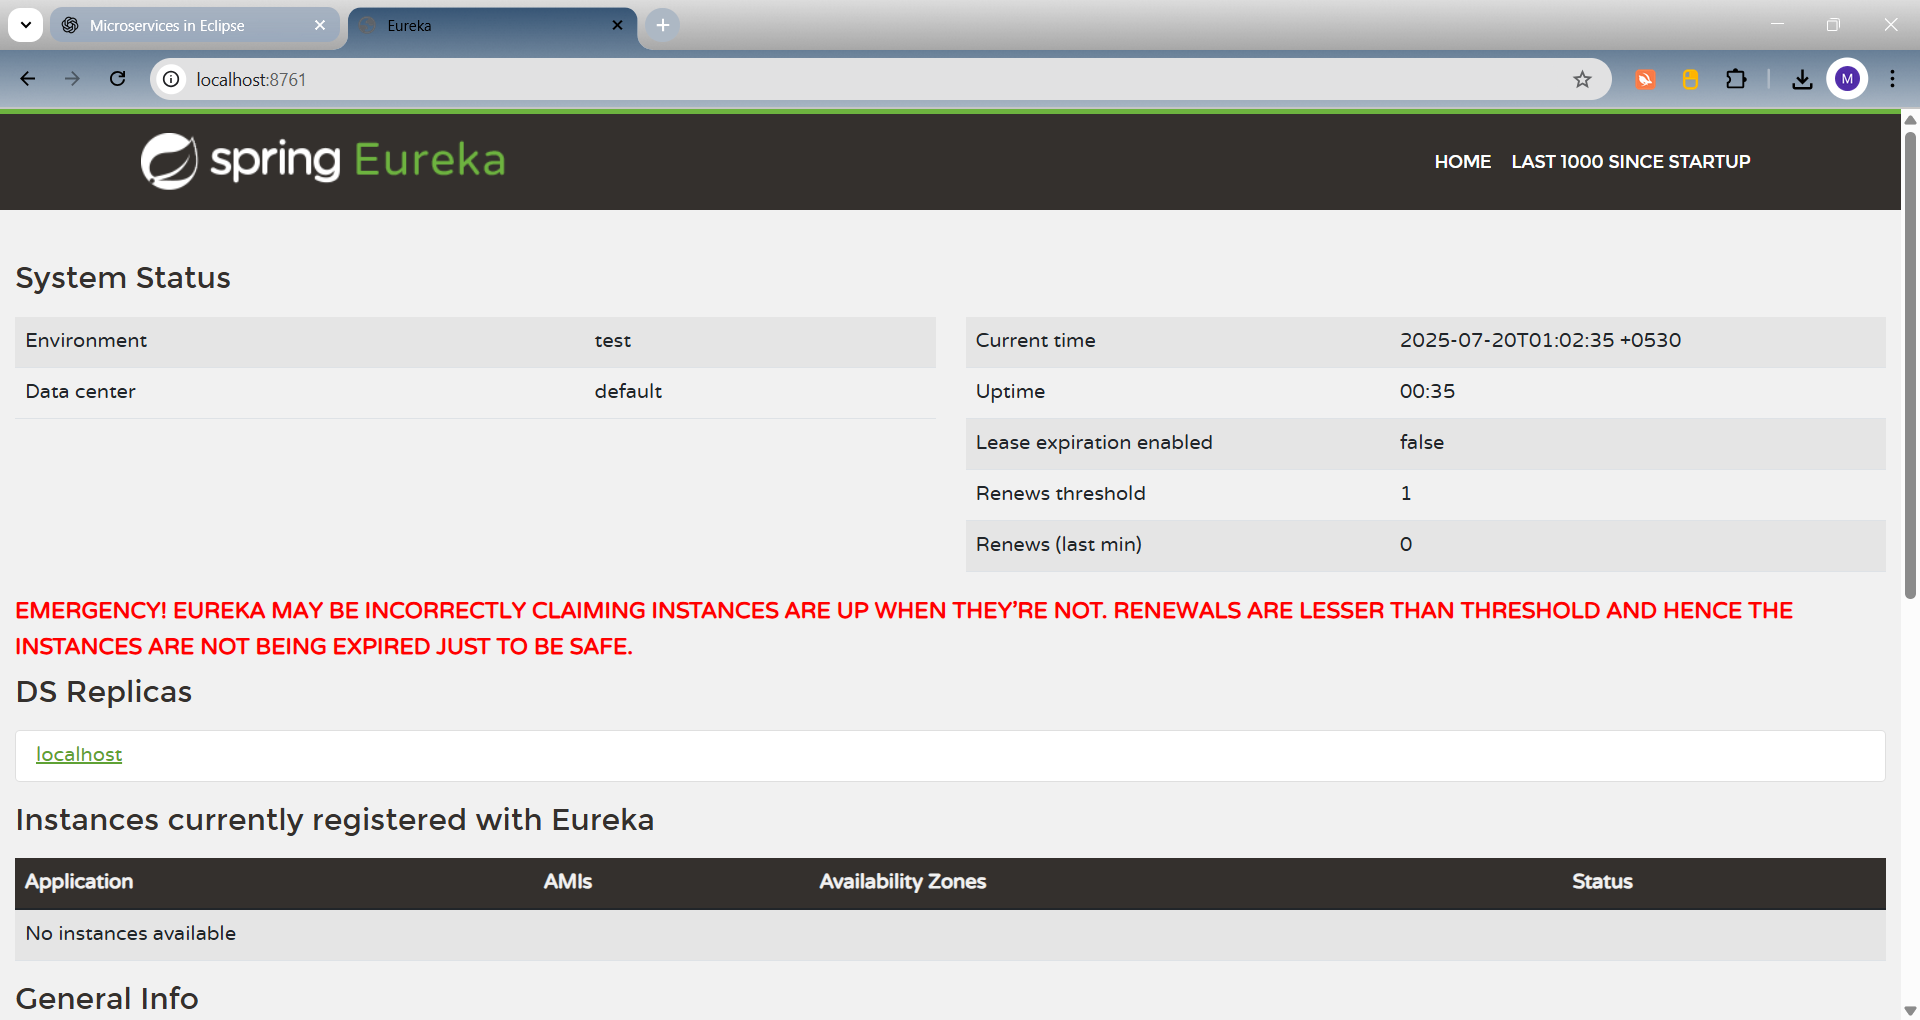 Microservices in Eclipse
Eureka
localhost:8761
M
spring Eureka
HOME LAST 1000 SINCE STARTUP
System Status
Environment test
Data center default
Current time 2025-07-20T01:02:35 +0530
Uptime 00:35
Lease expiration enabled false
Renews threshold 1
Renews (last min) 0
EMERGENCY! EUREKA MAY BE INCORRECTLY CLAIMING INSTANCES ARE UP WHEN THEY’RE NOT. RENEWALS ARE LESSER THAN THRESHOLD AND HENCE THE
INSTANCES ARE NOT BEING EXPIRED JUST TO BE SAFE.
DS Replicas
localhost
Instances currently registered with Eureka
Application AMIs Availability Zones Status
No instances available
General Info